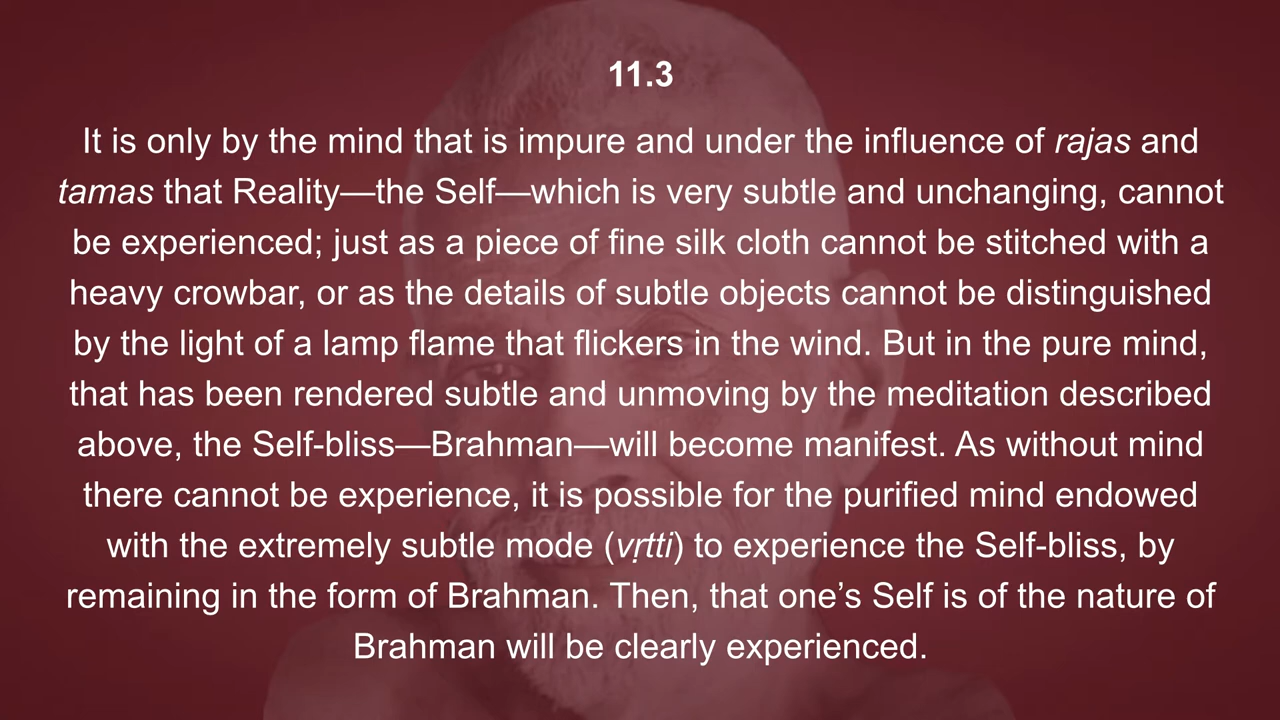 11.3
It is only by the mind that is impure and under the influence of rajas and
tamas that Reality—the Self—which is very subtle and unchanging, cannot
be experienced; just as a piece of fine silk cloth cannot be stitched with a
heavy crowbar, or as the details of subtle objects cannot be distinguished
by the light of a lamp flame that flickers in the wind. But in the pure mind,
that has been rendered subtle and unmoving by the meditation described
above, the Self-bliss—Brahman—will become manifest. As without mind
there cannot be experience, it is possible for the purified mind endowed
with the extremely subtle mode (vṛtti) to experience the Self-bliss, by
remaining in the form of Brahman. Then, that one’s Self is of the nature of
Brahman will be clearly experienced.